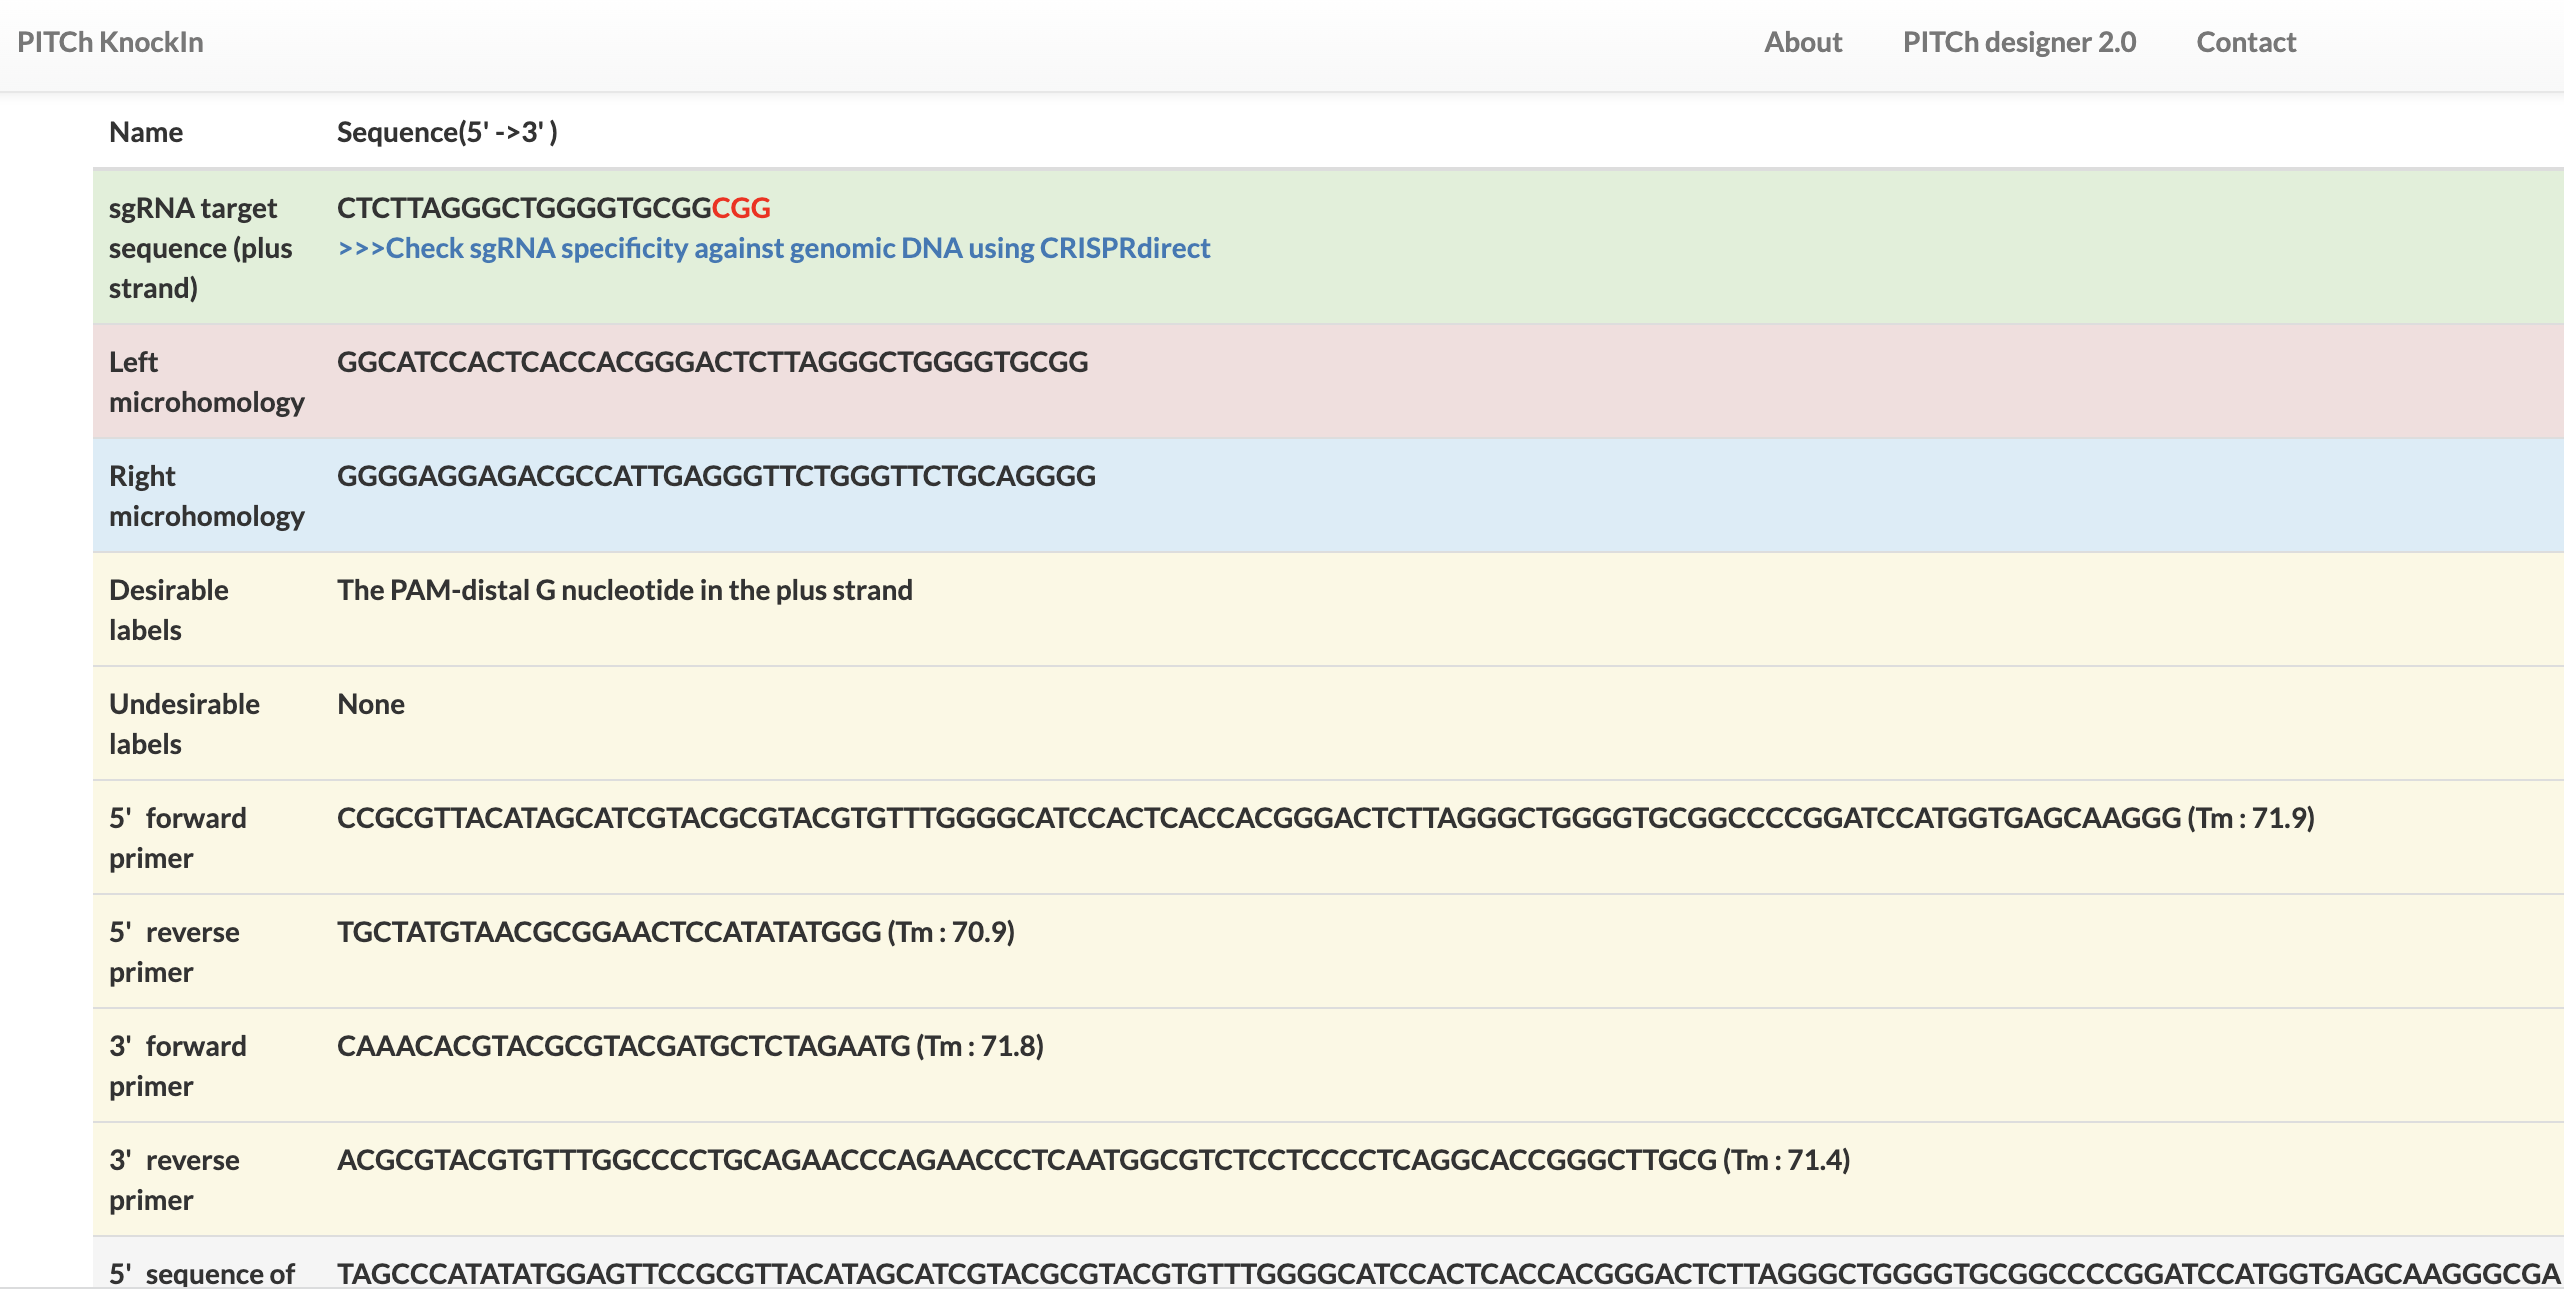 PITCh KnockIn About PITCh designer 2.0 Contact
Name Sequence(5' ->3' )
sgRNA target CTCTTAGGGCTGGGGTGCGGCGG
sequence (plus >>>Check sgRNA specificity against genomic DNA using CRISPRdirect
strand)
Left GGCATCCACTCACCACGGGACTCTTAGGGCTGGGGTGCGG
microhomology
Right GGGGAGGAGACGCCATTGAGGGTTCTGGGTTCTGCAGGGG
microhomology
Desirable The PAM-distal G nucleotide in the plus strand
labels
Undesirable None
labels
5' forward CCGCGTTACATAGCATCGTACGCGTACGTGTTTGGGGCATCCACTCACCACGGGACTCTTAGGGCTGGGGTGCGGCCCCGGATCCATGGTGAGCAAGGG (Tm : 71.9)
primer
5' reverse TGCTATGTAACGCGGAACTCCATATATGGG (Tm : 70.9)
primer
3' forward CAAACACGTACGCGTACGATGCTCTAGAATG (Tm : 71.8)
primer
3' reverse ACGCGTACGTGTTTGGCCCCTGCAGAACCCAGAACCCTCAATGGCGTCTCCTCCCCTCAGGCACCGGGCTTGCG (Tm : 71.4)
primer
5' sequence of TAGCCCATATATGGAGTTCCGCGTTACATAGCATCGTACGCGTACGTGTTTGGGGCATCCACTCACCACGGGACTCTTAGGGCTGGGGTGCGGCCCCGGATCCATGGTGAGCAAGGGCGA